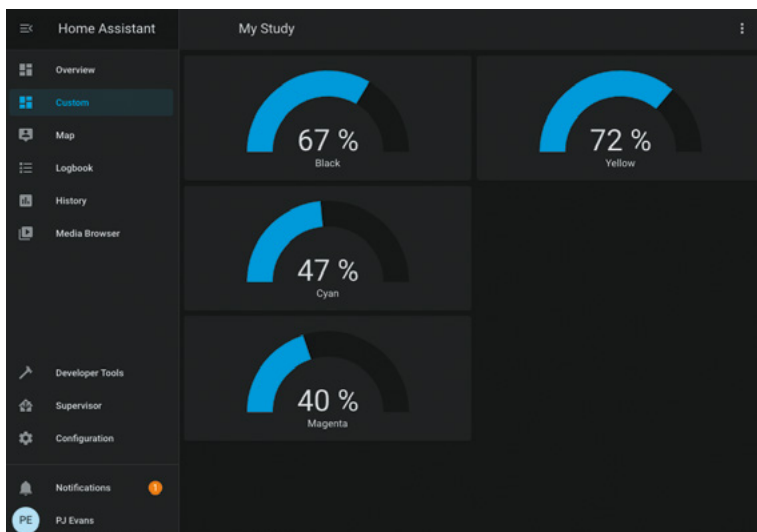 Home Assistant
My Study
Overview
Custom
Map
Logbook
History
Media Browser
Developer Tools
Supervisor
Configuration
Notifications 1
PE PJ Evans
67 %
Black
72 %
Yellow
47 %
Cyan
40 %
Magenta